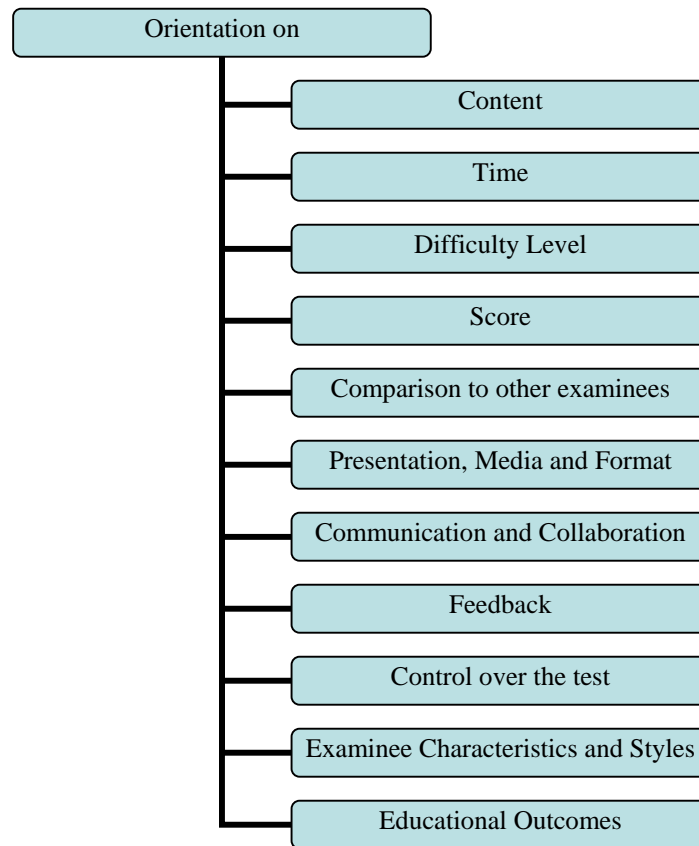 Orientation on
Content
Time
Difficulty Level
Score
Comparison to other examinees
Presentation, Media and Format
Communication and Collaboration
Feedback
Control over the test
Examinee Characteristics and Styles
Educational Outcomes